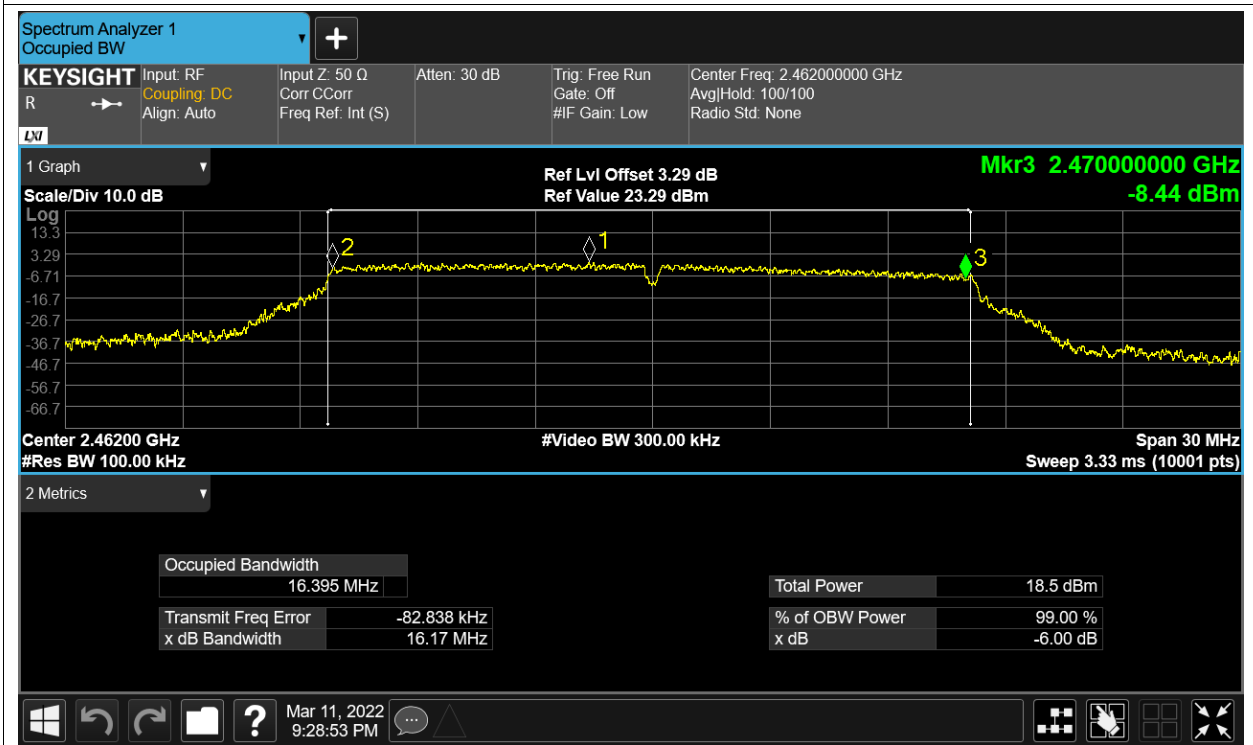 Spectrum Analyzer 1
Occupied BW
KEYSIGHT
R
LXI
Input: RF
Coupling: DC
Align: Auto
Input Z: 50 Ω
Corr CCorr
Freq Ref: Int (S)
Atten: 30 dB
Trig: Free Run
Gate: Off
#IF Gain: Low
Center Freq: 2.462000000 GHz
Avg|Hold: 100/100
Radio Std: None
1 Graph
Scale/Div 10.0 dB
Ref Lvl Offset 3.29 dB
Ref Value 23.29 dBm
Mkr3 2.470000000 GHz
-8.44 dBm
Log
13.3
3.29
-6.71
-16.7
-26.7
-36.7
-46.7
-56.7
-66.7
2
1
3
Center 2.46200 GHz
#Res BW 100.00 kHz
#Video BW 300.00 kHz
Span 30 MHz
Sweep 3.33 ms (10001 pts)
2 Metrics
Occupied Bandwidth
16.395 MHz
Transmit Freq Error -82.838 kHz
x dB Bandwidth 16.17 MHz
Total Power 18.5 dBm
% of OBW Power 99.00 %
x dB -6.00 dB
?
Mar 11, 2022
9:28:53 PM